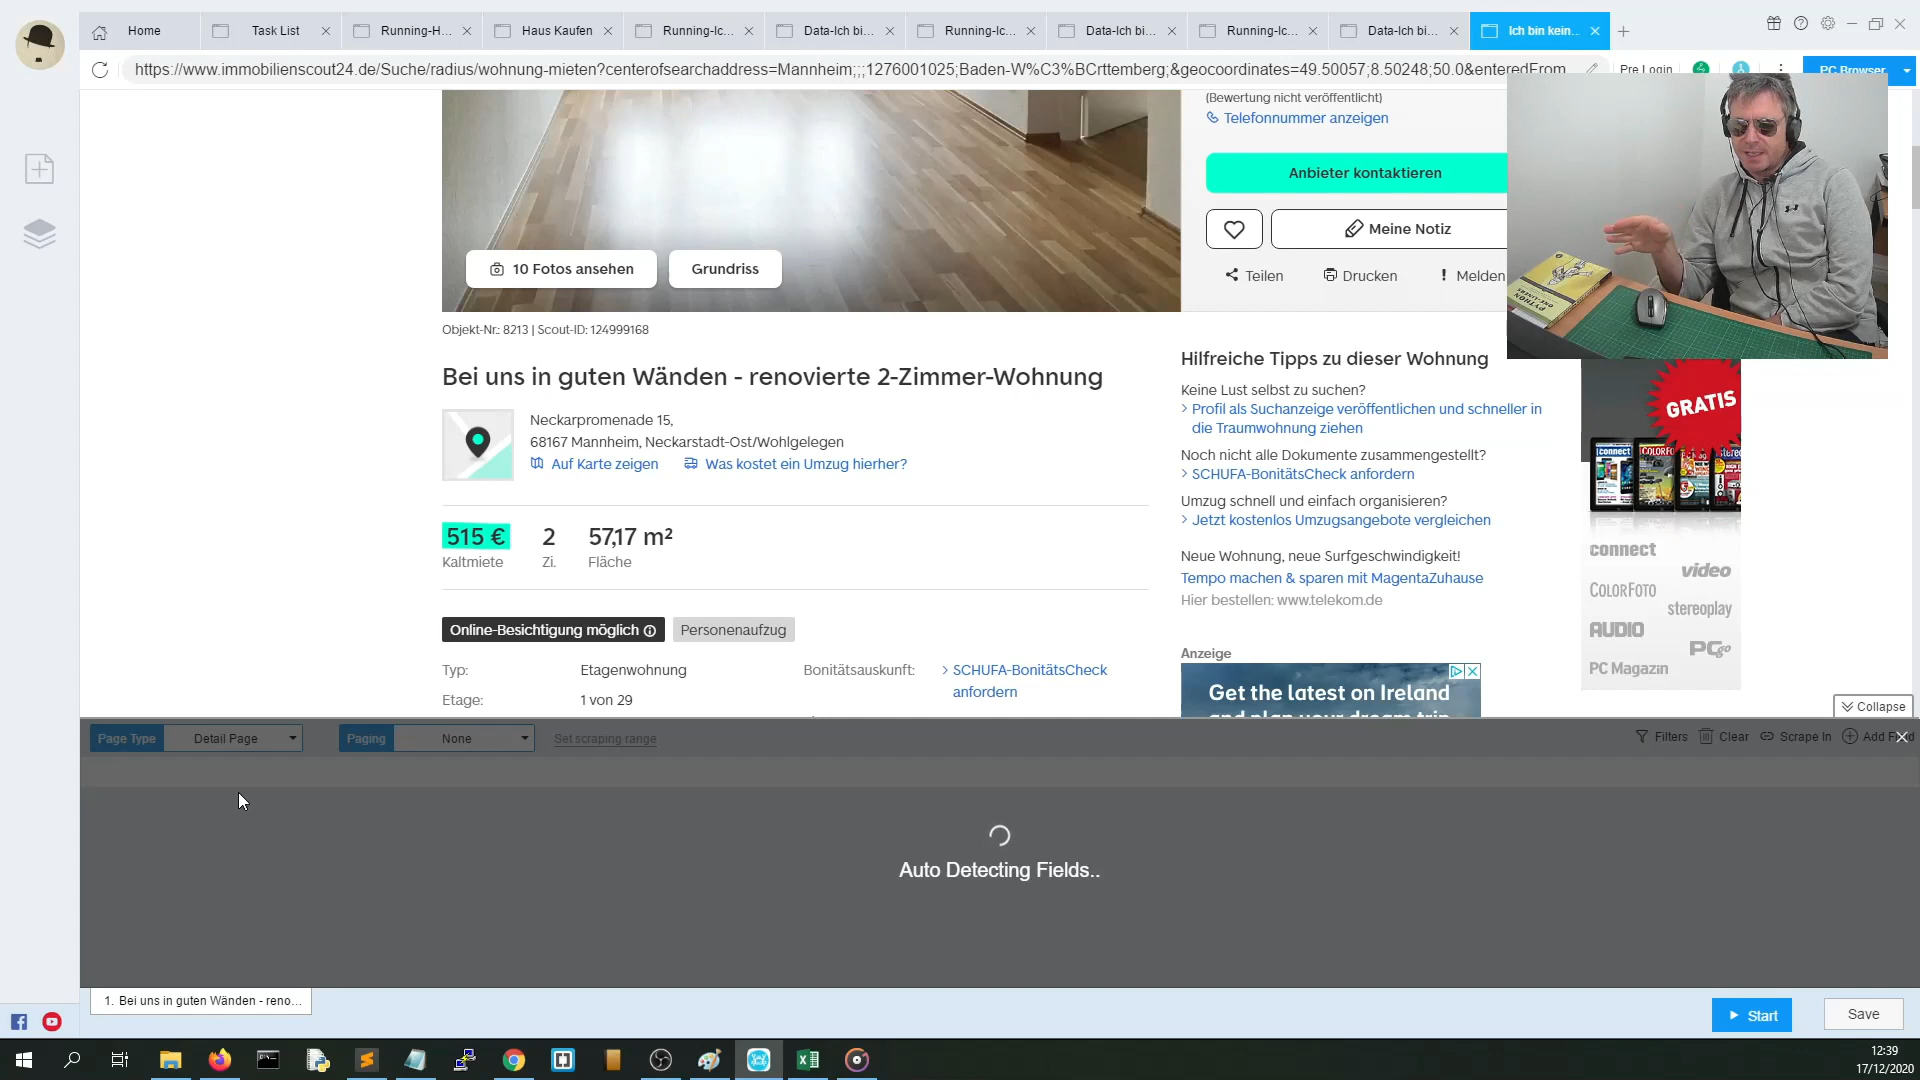 Home
Task List
Running-H...
Haus Kaufen
Running-Ic...
Data-Ich bi...
Running-Ic...
Data-Ich bi...
Running-Ic...
Data-Ich bi...
Ich bin kein...
https://www.immobilienscout24.de/Suche/radius/wohnung-mieten?centerofsearchaddress=Mannheim;;;1276001025;Baden-W%C3%BCrttemberg;&geocoordinates=49.50057;8.50248;50.0&enteredFrom
Pre Login
PC Browser
(Bewertung nicht veröffentlicht)
Telefonnummer anzeigen
Anbieter kontaktieren
Meine Notiz
Teilen
Drucken
Melden
10 Fotos ansehen
Grundriss
Objekt-Nr.: 8213 | Scout-ID: 124999168
Bei uns in guten Wänden - renovierte 2-Zimmer-Wohnung
Neckarpromenade 15,
68167 Mannheim, Neckarstadt-Ost/Wohlgelegen
Auf Karte zeigen
Was kostet ein Umzug hierher?
515 €
2
57,17 m²
Kaltmiete
Zi.
Fläche
Online-Besichtigung möglich
Personenaufzug
Typ:
Etagenwohnung
Bonitätsauskunft:
> SCHUFA-BonitätsCheck
anfordern
Etage:
1 von 29
Hilfreiche Tipps zu dieser Wohnung
Keine Lust selbst zu suchen?
> Profil als Suchanzeige veröffentlichen und schneller in
die Traumwohnung ziehen
Noch nicht alle Dokumente zusammengestellt?
> SCHUFA-BonitätsCheck anfordern
Umzug schnell und einfach organisieren?
> Jetzt kostenlos Umzugsangebote vergleichen
Neue Wohnung, neue Surfgeschwindigkeit!
Tempo machen & sparen mit MagentaZuhause
Hier bestellen: www.telekom.de
Anzeige
Get the latest on Ireland
and plan your dream trip
PYTHON
ONE-LINERS
GRATIS
connect
COLORFO
connect
video
COLORFOTO
stereoplay
AUDIO
PCgo
PC Magazin
Collapse
Page Type
Detail Page
Paging
None
Set scraping range
Filters
Clear
Scrape In
Add Field
Auto Detecting Fields..
1. Bei uns in guten Wänden - reno...
Start
Save
12:39
17/12/2020